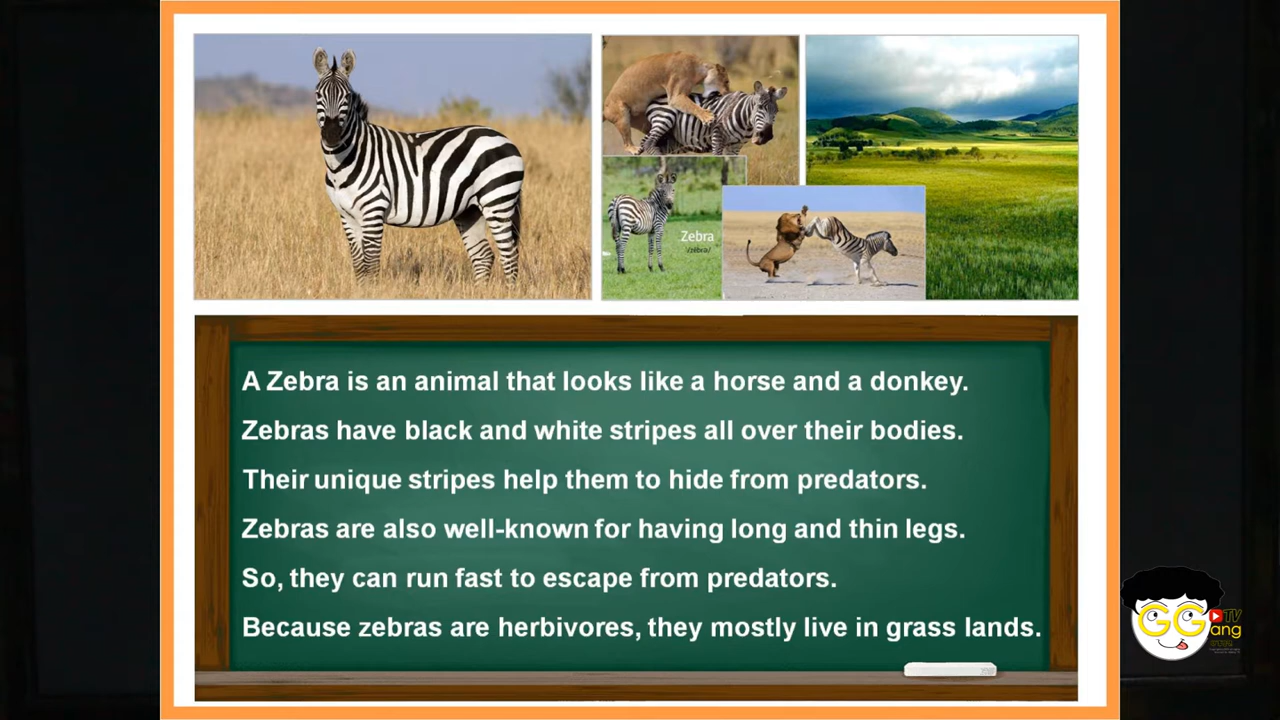 Zebra
/zebra/
A Zebra is an animal that looks like a horse and a donkey.
Zebras have black and white stripes all over their bodies.
Their unique stripes help them to hide from predators.
Zebras are also well-known for having long and thin legs.
So, they can run fast to escape from predators.
Because zebras are herbivores, they mostly live in grass lands.
GG TV
ang